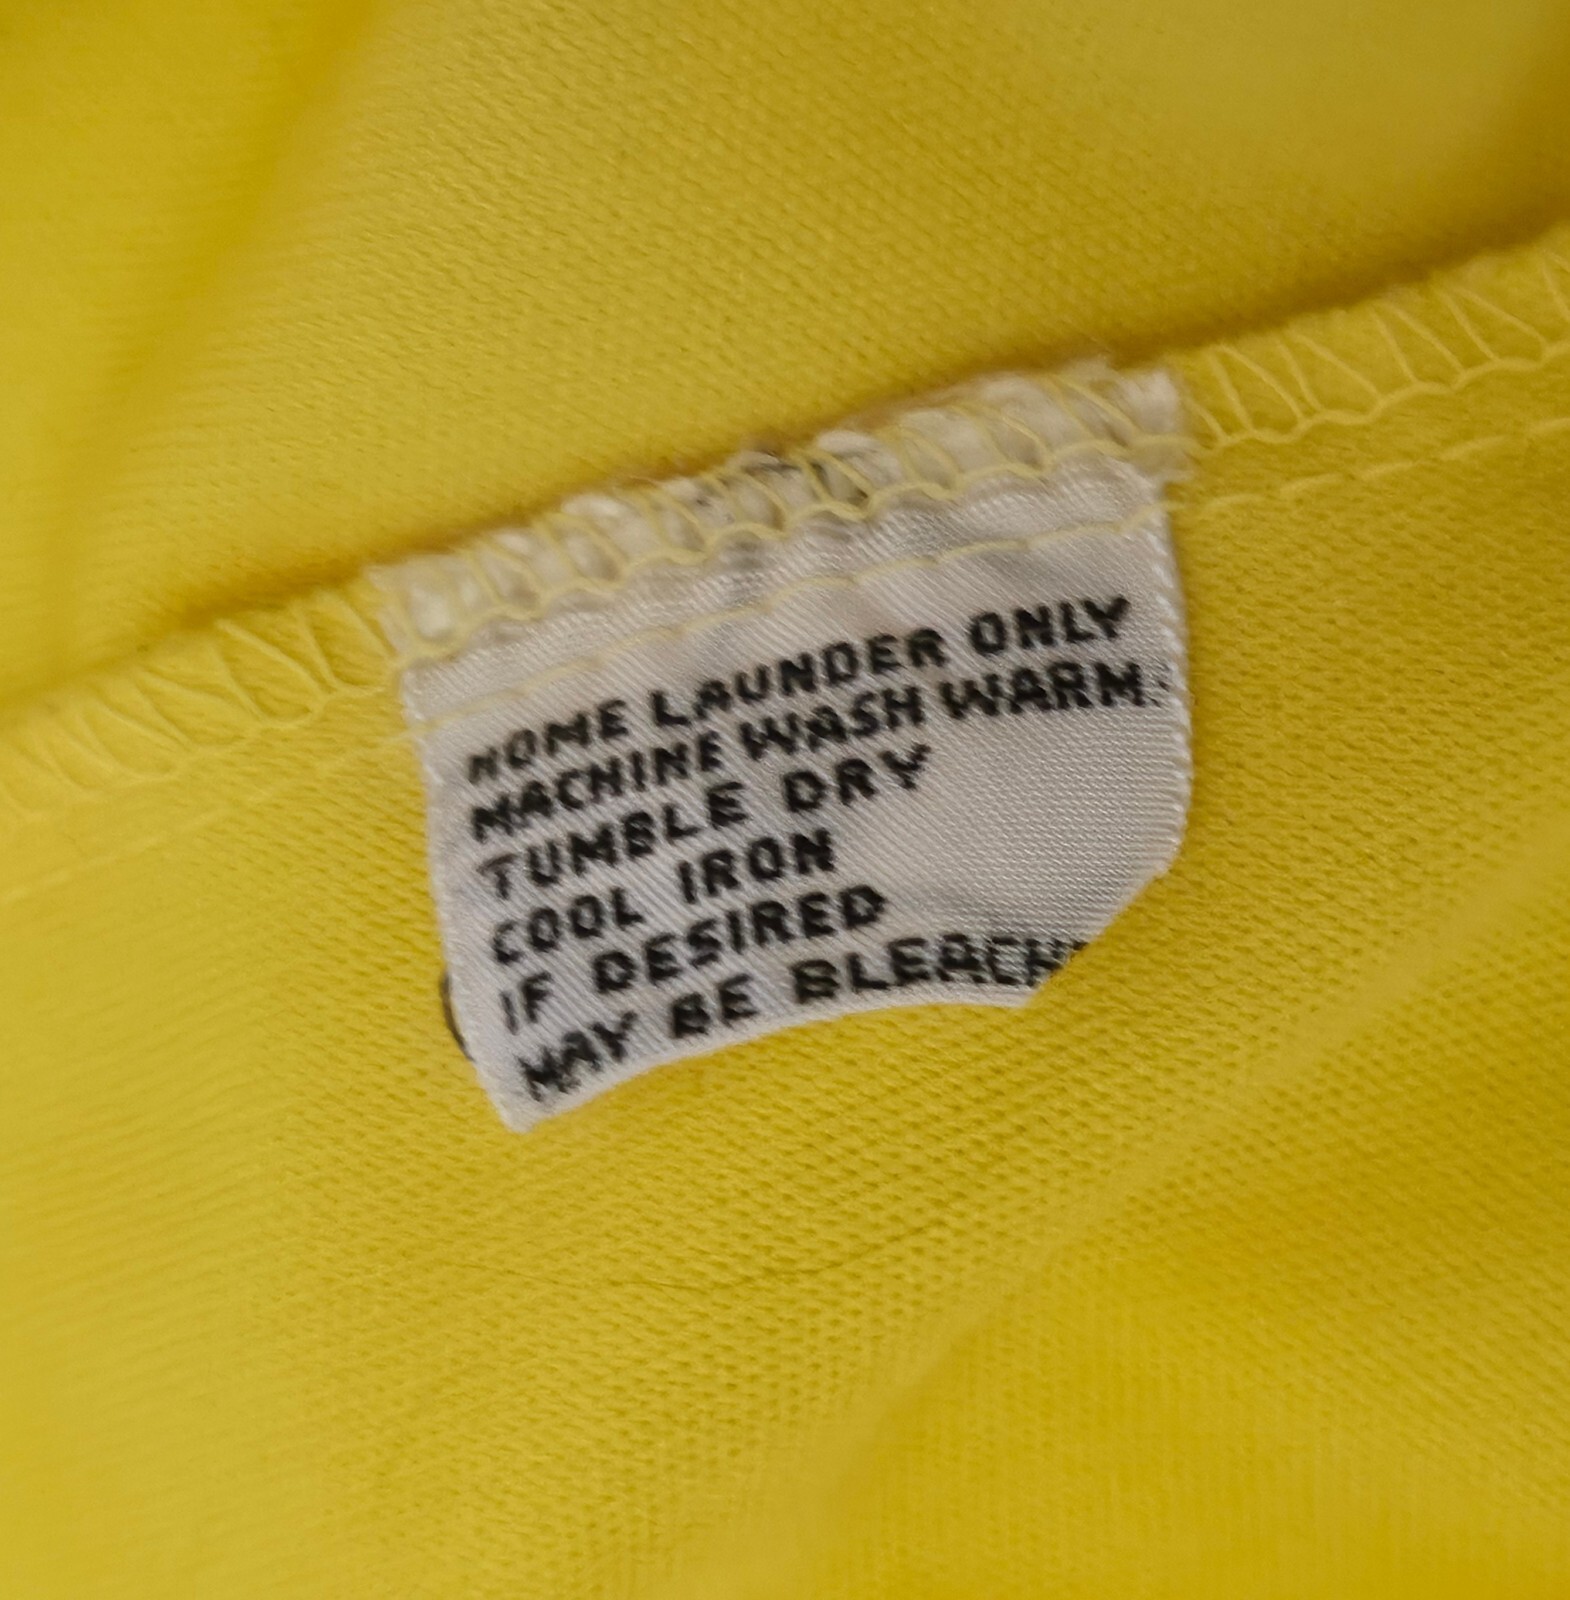 HOME LAUNDER ONLY
MACHINE WASH WARM
TUMBLE DRY
COOL IRON
IF DESIRED
MAY BE